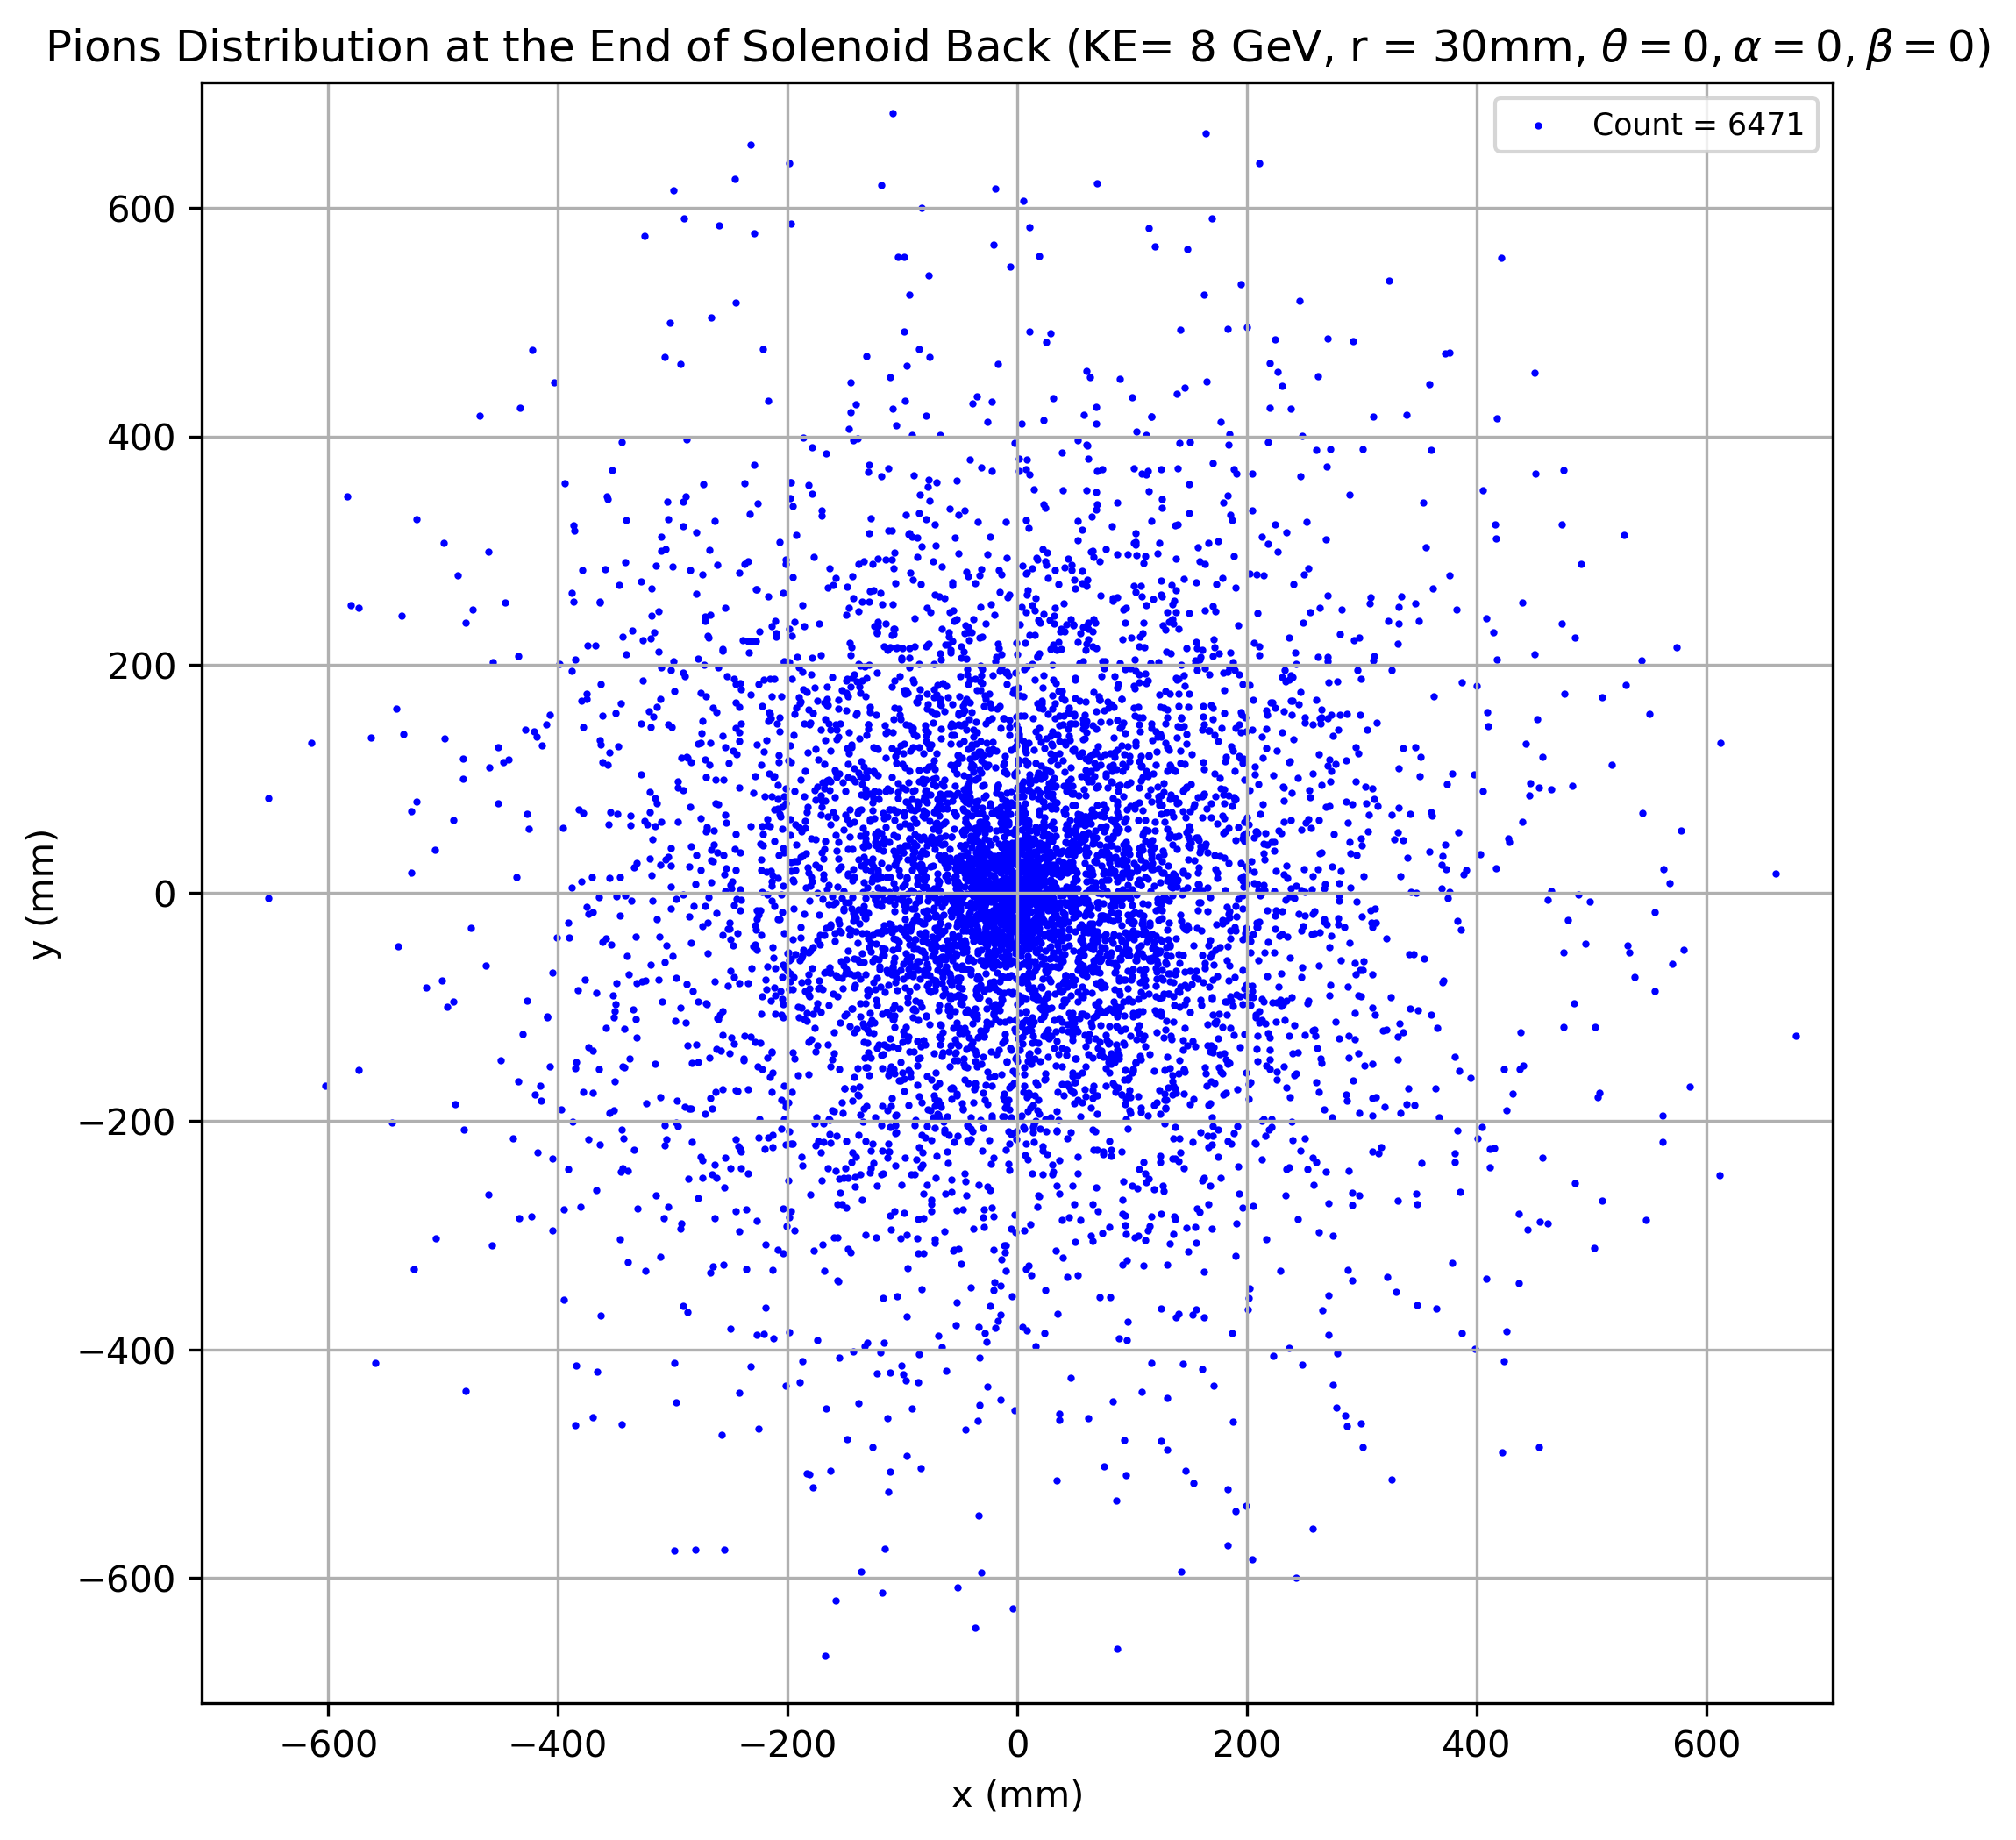 Pions Distribution at the End of Solenoid Back (KE= 8 GeV, r = 30mm, θ = 0, α = 0, β = 0)
Count = 6471
600
400
200
0
−200
−400
−600
y (mm)
−600 −400 −200 0 200 400 600
x (mm)